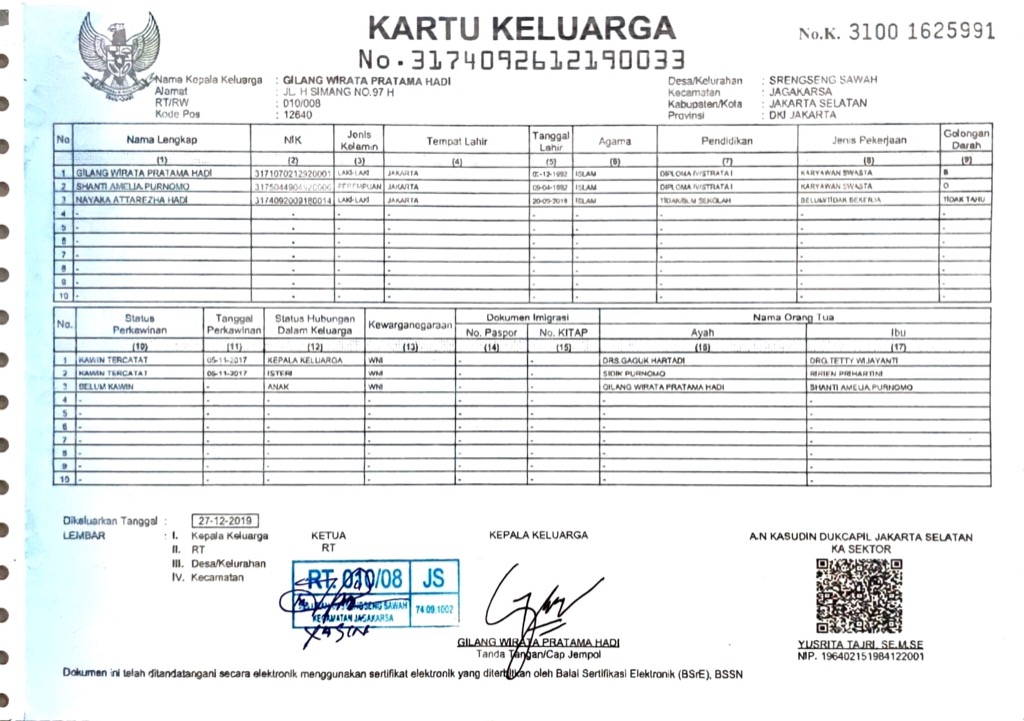 KARTU KELUARGA
No.K. 3100 1625991
No. 3174092612190033
Nama Kepala Keluarga : GILANG WIRATA PRATAMA HADI
Alamat : JL. H SIMANG NO.97 H
RT/RW : 010/008
Kode Pos : 12640
Desa/Kelurahan : SRENGSENG SAWAH
Kecamatan : JAGAKARSA
Kabupaten/Kota : JAKARTA SELATAN
Provinsi : DKI JAKARTA
No Nama Lengkap NIK Jenis Kelamin Tempat Lahir Tanggal Lahir Agama Pendidikan Jenis Pekerjaan Golongan Darah
(1) (2) (3) (4) (5) (6) (7) (8) (9)
1 GILANG WIRATA PRATAMA HADI 3171070212920001 LAKI-LAKI JAKARTA ISLAM DIPLOMA IV/STRATA I KARYAWAN SWASTA B
2 SHANTI AMELIA PURNOMO PEREMPUAN JAKARTA 09-04-1992 ISLAM DIPLOMA IV/STRATA I KARYAWAN SWASTA O
3 NAYAKA ATTAREZHA HADI 3174092009180014 LAKI-LAKI JAKARTA 20-09-2018 ISLAM TIDAK/BLM SEKOLAH BELUM/TIDAK BEKERJA TIDAK TAHU
4 - - - - - - - - -
5 - - - - - - - - -
6 - - - - - - - - -
7 - - - - - - - - -
8 - - - - - - - - -
9 - - - - - - - - -
10 - - - - - - - - -
No. Status Perkawinan Tanggal Perkawinan Status Hubungan Dalam Keluarga Kewarganegaraan Dokumen Imigrasi Nama Orang Tua
No. Paspor No. KITAP Ayah Ibu
(10) (11) (12) (13) (14) (15) (16) (17)
1 KAWIN TERCATAT 05-11-2017 KEPALA KELUARGA WNI - - DRS.GAGUK HARTADI DRG.TETTY WIJAYANTI
2 KAWIN TERCATAT 05-11-2017 ISTERI WNI - - SIDIK PURNOMO RIRIEN PRIHARTINI
3 BELUM KAWIN - ANAK WNI - - GILANG WIRATA PRATAMA HADI SHANTI AMELIA PURNOMO
4 - - - - - - - -
5 - - - - - - - -
6 - - - - - - - -
7 - - - - - - - -
8 - - - - - - - -
9 - - - - - - - -
10 - - - - - - - -
Dikeluarkan Tanggal : 27-12-2019
LEMBAR : I. Kepala Keluarga
II. RT
III. Desa/Kelurahan
IV. Kecamatan
KETUA
RT
RT. 010/08 JS
SENG SAWAH 74.09.1002
KECAMATAN JAGAKARSA
YASIN
KEPALA KELUARGA
GILANG WIRATA PRATAMA HADI
Tanda Tangan/Cap Jempol
A.N KASUDIN DUKCAPIL JAKARTA SELATAN
KA SEKTOR
YUSRITA TAJRI, SE.M.SE
NIP. 196402151984122001
Dokumen ini telah ditandatangani secara elektronik menggunakan sertifikat elektronik yang diterbitkan oleh Balai Sertifikasi Elektronik (BSrE), BSSN